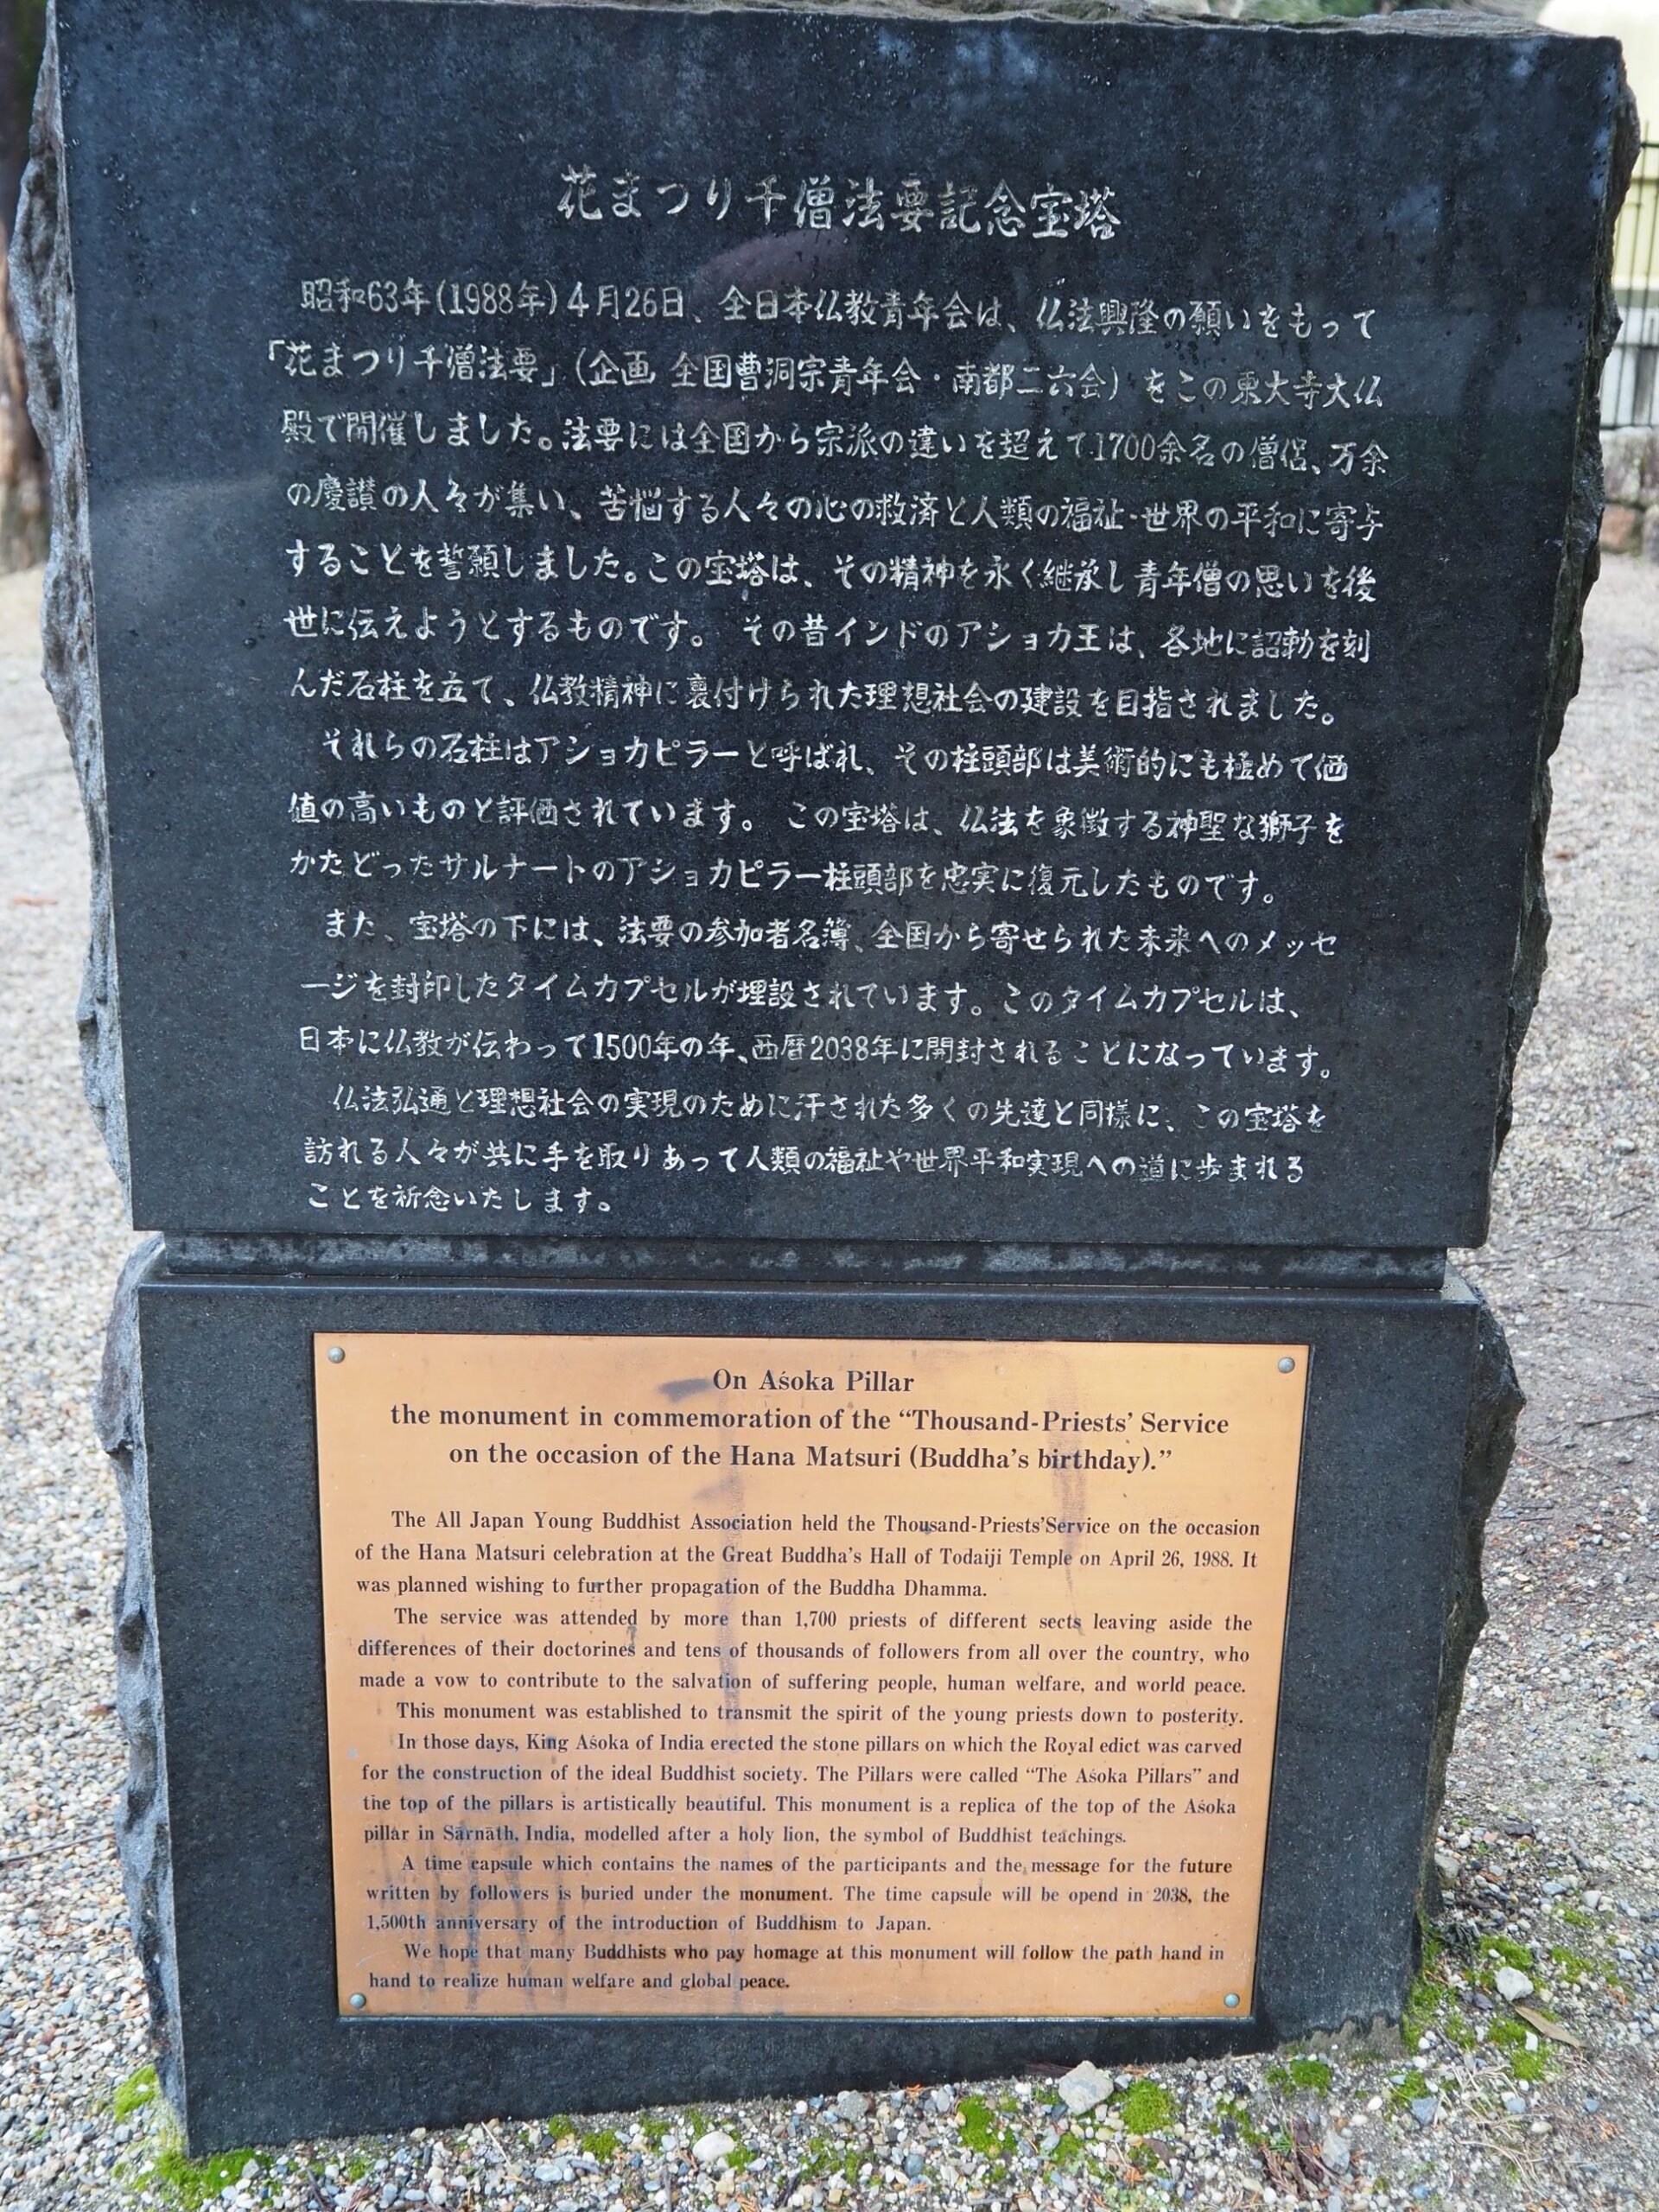 花まつり千僧法要記念宝塔
昭和63年(1988年)4月26日、全日本仏教青年会は、仏法興隆の願いをもって
「花まつり千僧法要」(企画 全国曹洞宗青年会・南都二六会)をこの東大寺大仏
殿で開催しました。法要には全国から宗派の違いを超えて1700余名の僧侶、万余
の慶讃の人々が集い、苦悩する人々の心の救済と人類の福祉・世界の平和に寄与
することを誓願しました。この宝塔は、その精神を永く継承し青年僧の思いを後
世に伝えようとするものです。 その昔インドのアショカ王は、各地に詔勅を刻
んだ石柱を立て、仏教精神に裏付けられた理想社会の建設を目指されました。
それらの石柱はアショカピラーと呼ばれ、その柱頭部は美術的にも極めて価
値の高いものと評価されています。 この宝塔は、仏法を象徴する神聖な獅子を
かたどったサルナートのアショカピラー柱頭部を忠実に復元したものです。
また、宝塔の下には、法要の参加者名簿、全国から寄せられた未来へのメッセ
ージを封印したタイムカプセルが埋設されています。このタイムカプセルは、
日本に仏教が伝わって1500年の年、西暦2038年に開封されることになっています。
仏法弘通と理想社会の実現のために汗された多くの先達と同様に、この宝塔を
訪れる人々が共に手を取りあって人類の福祉や世界平和実現への道に歩まれる
ことを祈念いたします。
On Aśoka Pillar
the monument in commemoration of the “Thousand-Priests’ Service
on the occasion of the Hana Matsuri (Buddha’s birthday).”
The All Japan Young Buddhist Association held the Thousand-Priests’Service on the occasion
of the Hana Matsuri celebration at the Great Buddha’s Hall of Todaiji Temple on April 26, 1988. It
was planned wishing to further propagation of the Buddha Dhamma.
The service was attended by more than 1,700 priests of different sects leaving aside the
differences of their doctorines and tens of thousands of followers from all over the country, who
made a vow to contribute to the salvation of suffering people, human welfare, and world peace.
This monument was established to transmit the spirit of the young priests down to posterity.
In those days, King Aśoka of India erected the stone pillars on which the Royal edict was carved
for the construction of the ideal Buddhist society. The Pillars were called “The Aśoka Pillars” and
the top of the pillars is artistically beautiful. This monument is a replica of the top of the Aśoka
pillar in Sārnāth, India, modelled after a holy lion, the symbol of Buddhist teachings.
A time capsule which contains the names of the participants and the message for the future
written by followers is buried under the monument. The time capsule will be opend in 2038, the
1,500th anniversary of the introduction of Buddhism to Japan.
We hope that many Buddhists who pay homage at this monument will follow the path hand in
hand to realize human welfare and global peace.